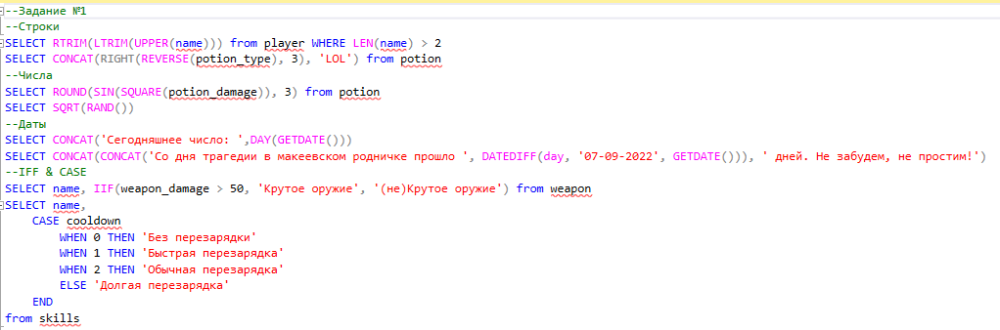 --Задание №1
--Строки
SELECT RTRIM(LTRIM(UPPER(name))) from player WHERE LEN(name) > 2
SELECT CONCAT(RIGHT(REVERSE(potion_type), 3), 'LOL') from potion
--Числа
SELECT ROUND(SIN(SQUARE(potion_damage)), 3) from potion
SELECT SQRT(RAND())
--Даты
SELECT CONCAT('Сегодняшнее число: ',DAY(GETDATE()))
SELECT CONCAT(CONCAT('Со дня трагедии в макеевском родничке прошло ', DATEDIFF(day, '07-09-2022', GETDATE())), ' дней. Не забудем, не простим!')
--IFF & CASE
SELECT name, IIF(weapon_damage > 50, 'Крутое оружие', '(не)Крутое оружие') from weapon
SELECT name,
    CASE cooldown
        WHEN 0 THEN 'Без перезарядки'
        WHEN 1 THEN 'Быстрая перезарядка'
        WHEN 2 THEN 'Обычная перезарядка'
        ELSE 'Долгая перезарядка'
    END
from skills